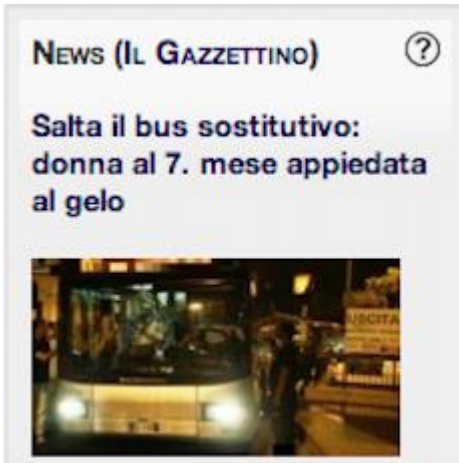 NEWS (IL GAZZETTINO) ?
Salta il bus sostitutivo:
donna al 7. mese appiedata
al gelo
USCITA